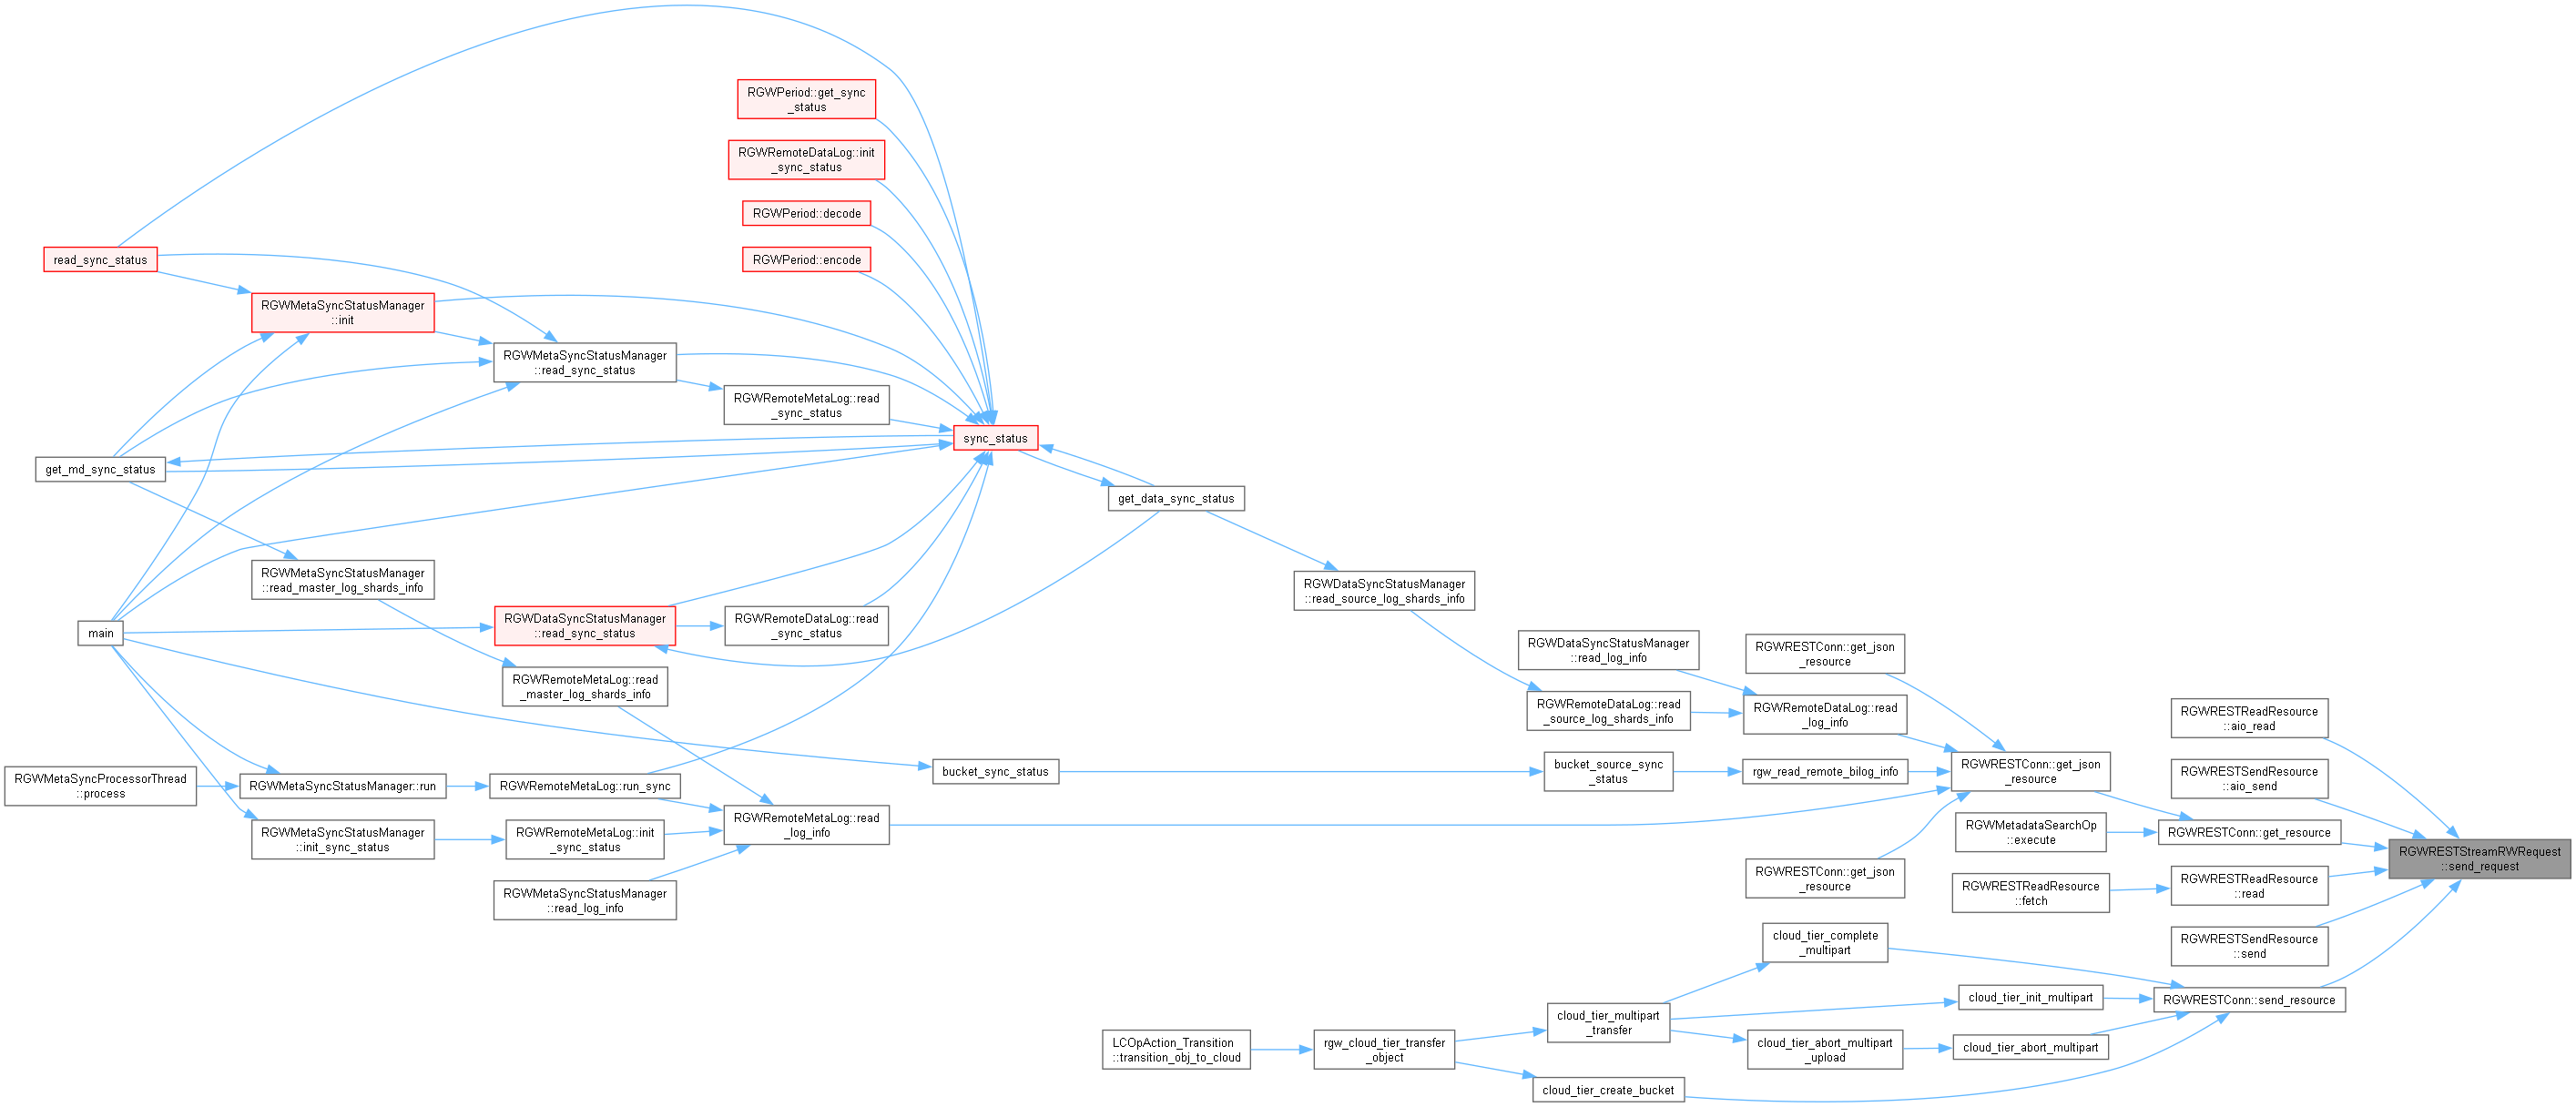 RGWPeriod::get_sync
_status
RGWRemoteDataLog::init
_sync_status
RGWPeriod::decode
RGWPeriod::encode
read_sync_status
RGWMetaSyncStatusManager
::init
RGWMetaSyncStatusManager
::read_sync_status
RGWRemoteMetaLog::read
_sync_status
sync_status
get_md_sync_status
get_data_sync_status
RGWMetaSyncStatusManager
::read_master_log_shards_info
RGWDataSyncStatusManager
::read_source_log_shards_info
main
RGWDataSyncStatusManager
::read_sync_status
RGWRemoteDataLog::read
_sync_status
RGWDataSyncStatusManager
::read_log_info
RGWRESTConn::get_json
_resource
RGWRemoteMetaLog::read
_master_log_shards_info
RGWRemoteDataLog::read
_source_log_shards_info
RGWRemoteDataLog::read
_log_info
RGWRESTReadResource
::aio_read
RGWMetaSyncProcessorThread
::process
RGWMetaSyncStatusManager::run
RGWRemoteMetaLog::run_sync
bucket_sync_status
bucket_source_sync
_status
rgw_read_remote_bilog_info
RGWRESTConn::get_json
_resource
RGWRESTSendResource
::aio_send
RGWMetaSyncStatusManager
::init_sync_status
RGWRemoteMetaLog::init
_sync_status
RGWRemoteMetaLog::read
_log_info
RGWMetadataSearchOp
::execute
RGWRESTConn::get_resource
RGWRESTStreamRWRequest
::send_request
RGWMetaSyncStatusManager
::read_log_info
RGWRESTConn::get_json
_resource
RGWRESTReadResource
::fetch
RGWRESTReadResource
::read
RGWRESTSendResource
::send
cloud_tier_complete
_multipart
cloud_tier_init_multipart
RGWRESTConn::send_resource
cloud_tier_multipart
_transfer
LCOpAction_Transition
::transition_obj_to_cloud
rgw_cloud_tier_transfer
_object
cloud_tier_abort_multipart
_upload
cloud_tier_abort_multipart
cloud_tier_create_bucket